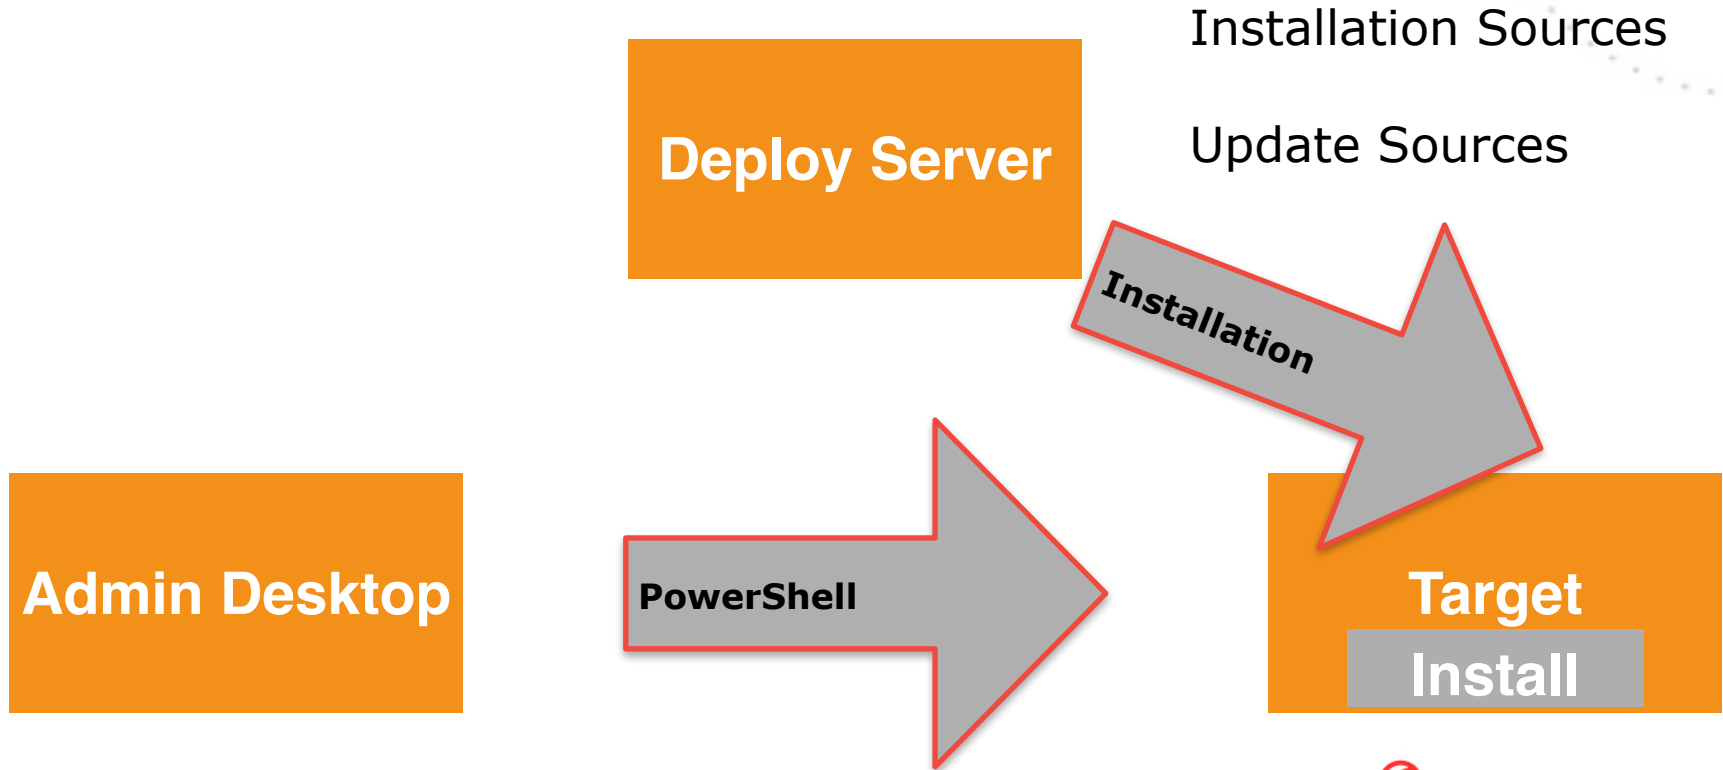 Installation Sources
Deploy Server
Update Sources
Installation
Admin Desktop
PowerShell
Target
Install